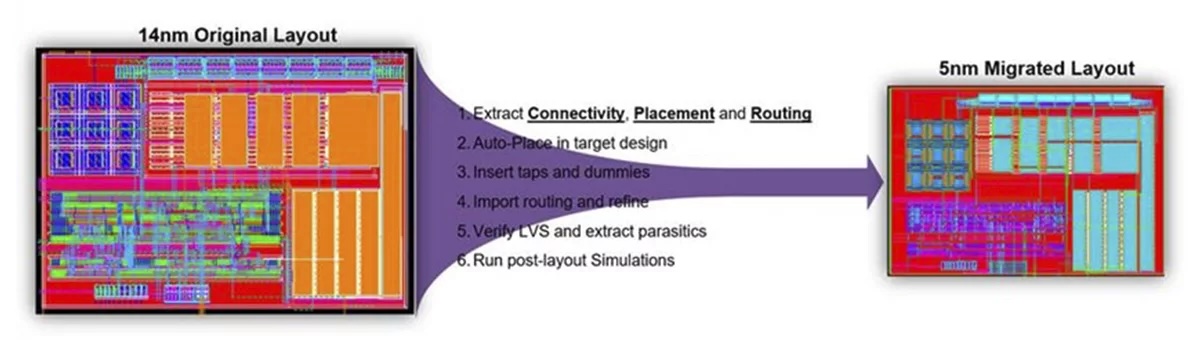 14nm Original Layout
5nm Migrated Layout
1. Extract Connectivity, Placement and Routing
2. Auto-Place in target design
3. Insert taps and dummies
4. Import routing and refine
5. Verify LVS and extract parasitics
6. Run post-layout Simulations